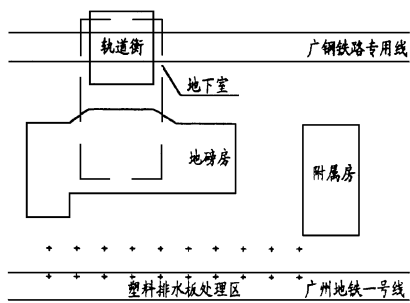 轨道衡
广钢铁路专用线
地下室
地磅房
附属房
塑料排水板处理区
广州地铁一号线